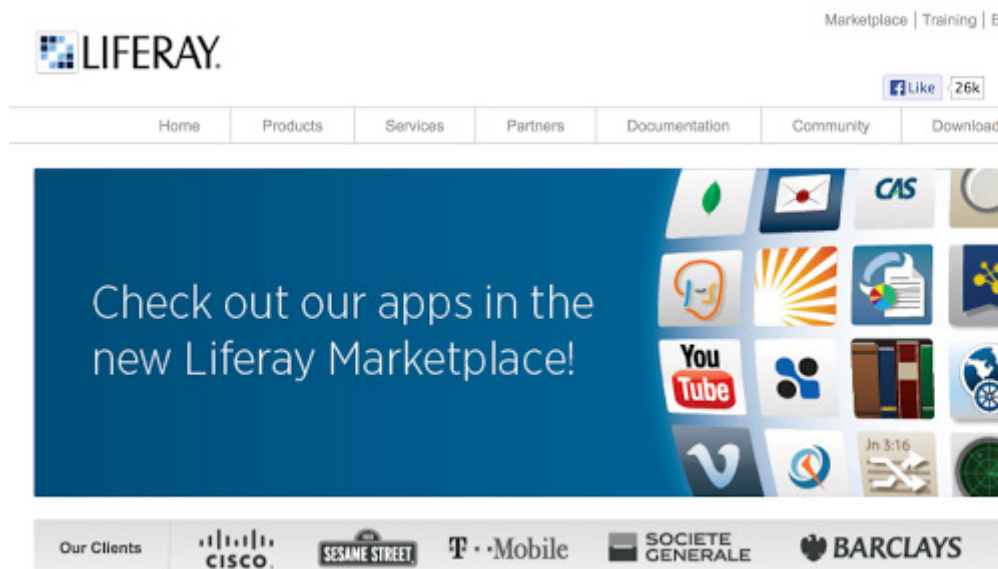 Marketplace | Training |
LIFERAY.
Like 26k
Home Products Services Partners Documentation Community Download
CAS
Check out our apps in the
new Liferay Marketplace!
You
Tube
Jn 3:16
Our Clients CISCO. SESAME STREET T··Mobile SOCIETE GENERALE BARCLAYS